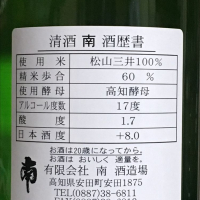 清酒 南 酒歴書
使用米 松山三井100%
精米歩合 60 %
使用酵母 高知酵母
アルコール度数 17度
酸度 1.7
日本酒度 +8.0
お酒は20歳になってから。
お酒は おいしく 適量を。
南 有限会社 南 酒造場
高知県安田町安田1875
TEL(0887)38-6811